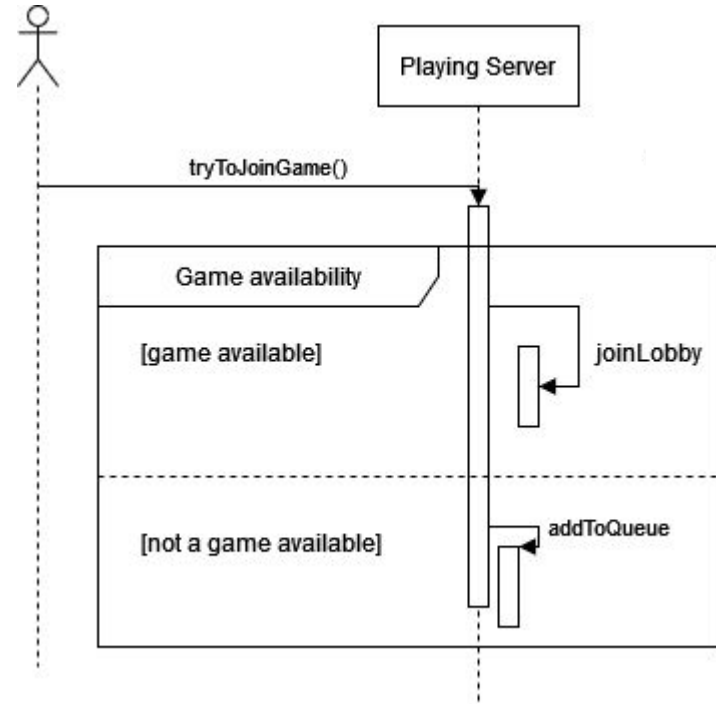 Playing Server
tryToJoinGame()
Game availability
[game available]
joinLobby
[not a game available]
addToQueue